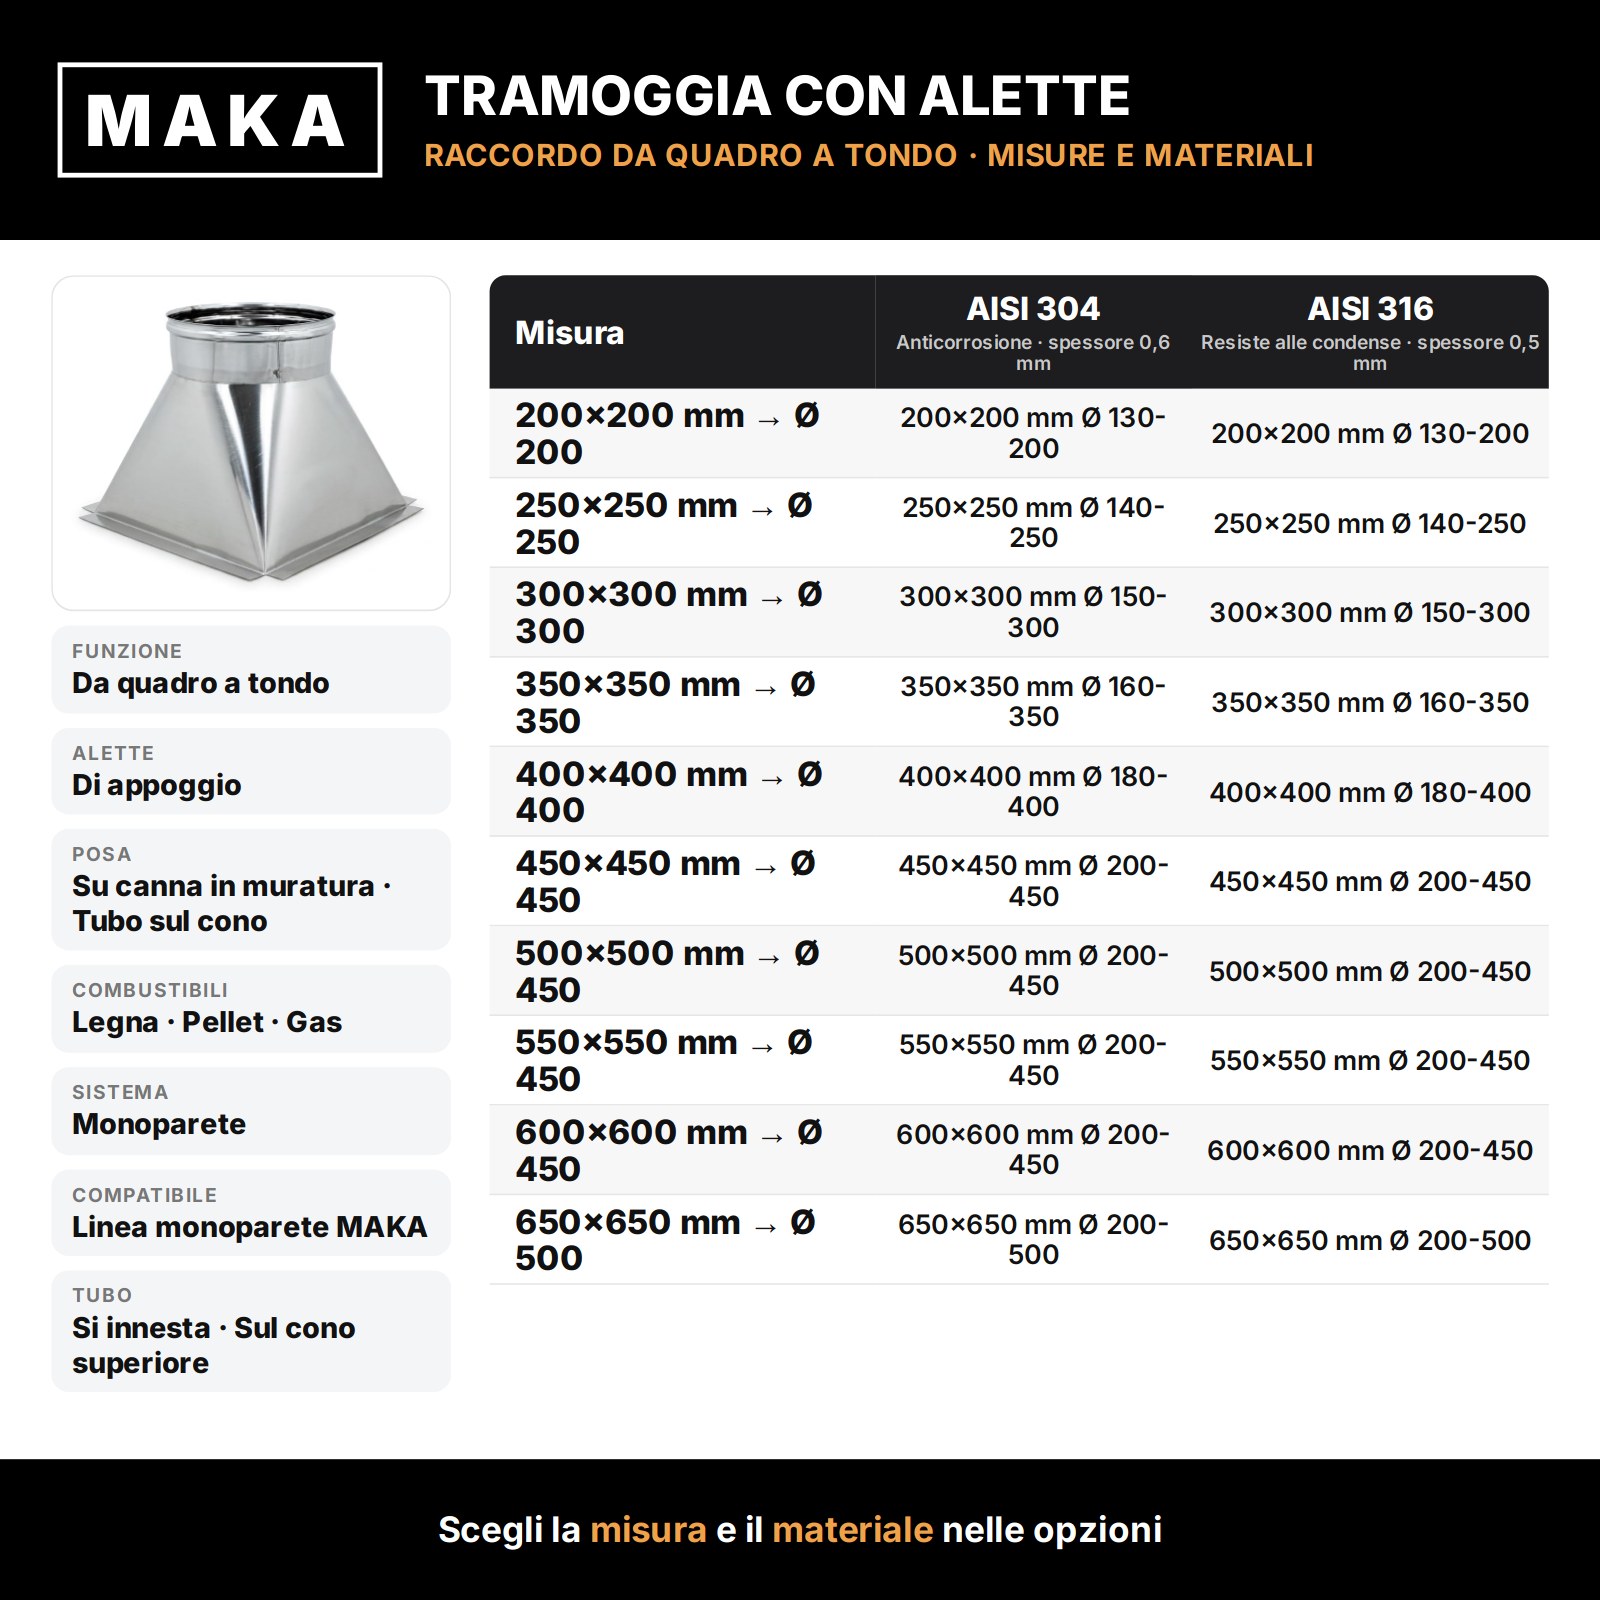 MAKA
TRAMOGGIA CON ALETTE
RACCORDO DA QUADRO A TONDO · MISURE E MATERIALI
FUNZIONE
Da quadro a tondo
ALETTE
Di appoggio
POSA
Su canna in muratura ·
Tubo sul cono
COMBUSTIBILI
Legna · Pellet · Gas
SISTEMA
Monoparete
COMPATIBILE
Linea monoparete MAKA
TUBO
Si innesta · Sul cono
superiore
Misura
AISI 304
Anticorrosione · spessore 0,6
mm
AISI 316
Resiste alle condense · spessore 0,5
mm
200×200 mm → Ø
200
200×200 mm Ø 130-
200
200×200 mm Ø 130-200
250×250 mm → Ø
250
250×250 mm Ø 140-
250
250×250 mm Ø 140-250
300×300 mm → Ø
300
300×300 mm Ø 150-
300
300×300 mm Ø 150-300
350×350 mm → Ø
350
350×350 mm Ø 160-
350
350×350 mm Ø 160-350
400×400 mm → Ø
400
400×400 mm Ø 180-
400
400×400 mm Ø 180-400
450×450 mm → Ø
450
450×450 mm Ø 200-
450
450×450 mm Ø 200-450
500×500 mm → Ø
450
500×500 mm Ø 200-
450
500×500 mm Ø 200-450
550×550 mm → Ø
450
550×550 mm Ø 200-
450
550×550 mm Ø 200-450
600×600 mm → Ø
450
600×600 mm Ø 200-
450
600×600 mm Ø 200-450
650×650 mm → Ø
500
650×650 mm Ø 200-
500
650×650 mm Ø 200-500
Scegli la misura e il materiale nelle opzioni